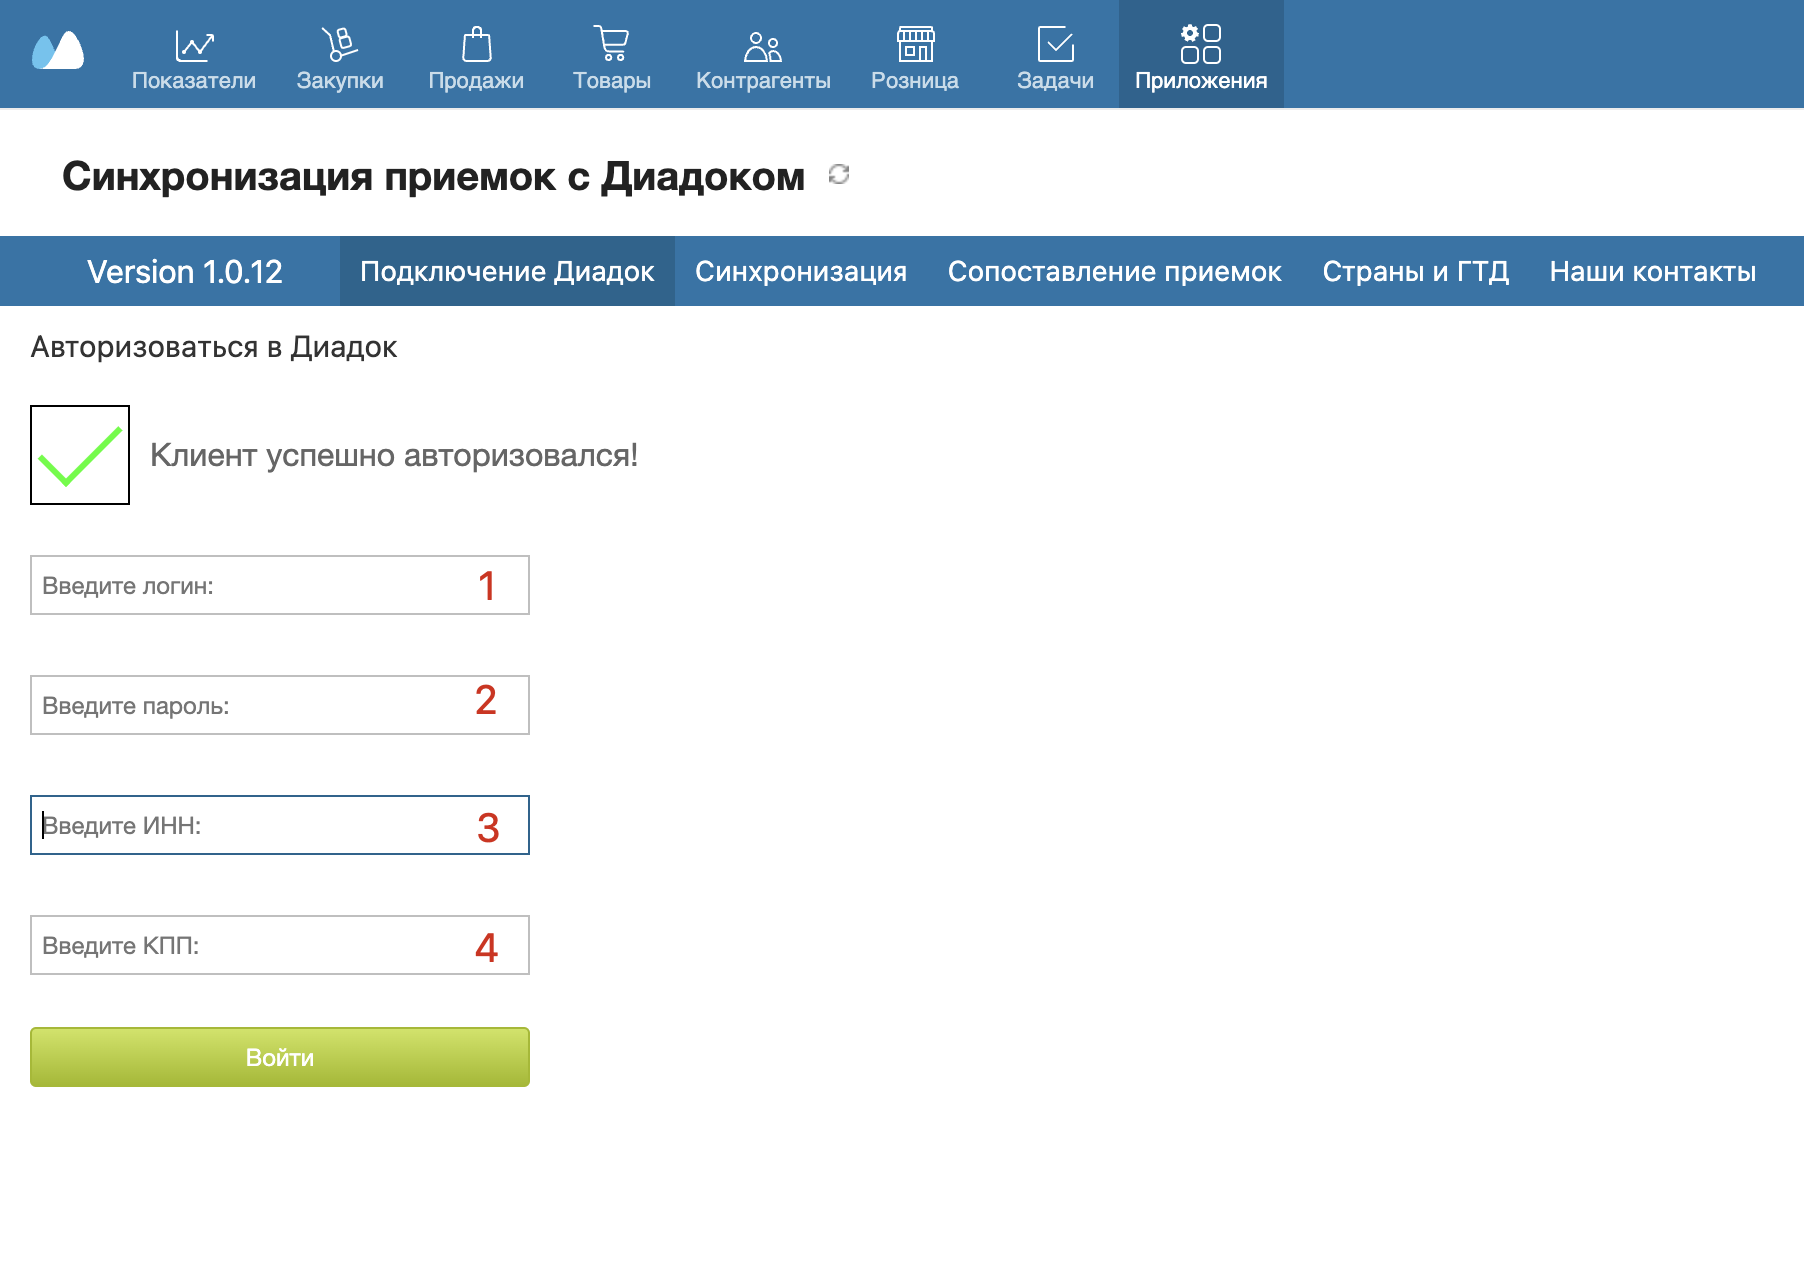 Показатели Закупки Продажи Товары Контрагенты Розница Задачи Приложения
Синхронизация приемок с Диадоком
Version 1.0.12 Подключение Диадок Синхронизация Сопоставление приемок Страны и ГТД Наши контакты
Авторизоваться в Диадок
Клиент успешно авторизовался!
Введите логин: 1
Введите пароль: 2
Введите ИНН: 3
Введите КПП: 4
Войти